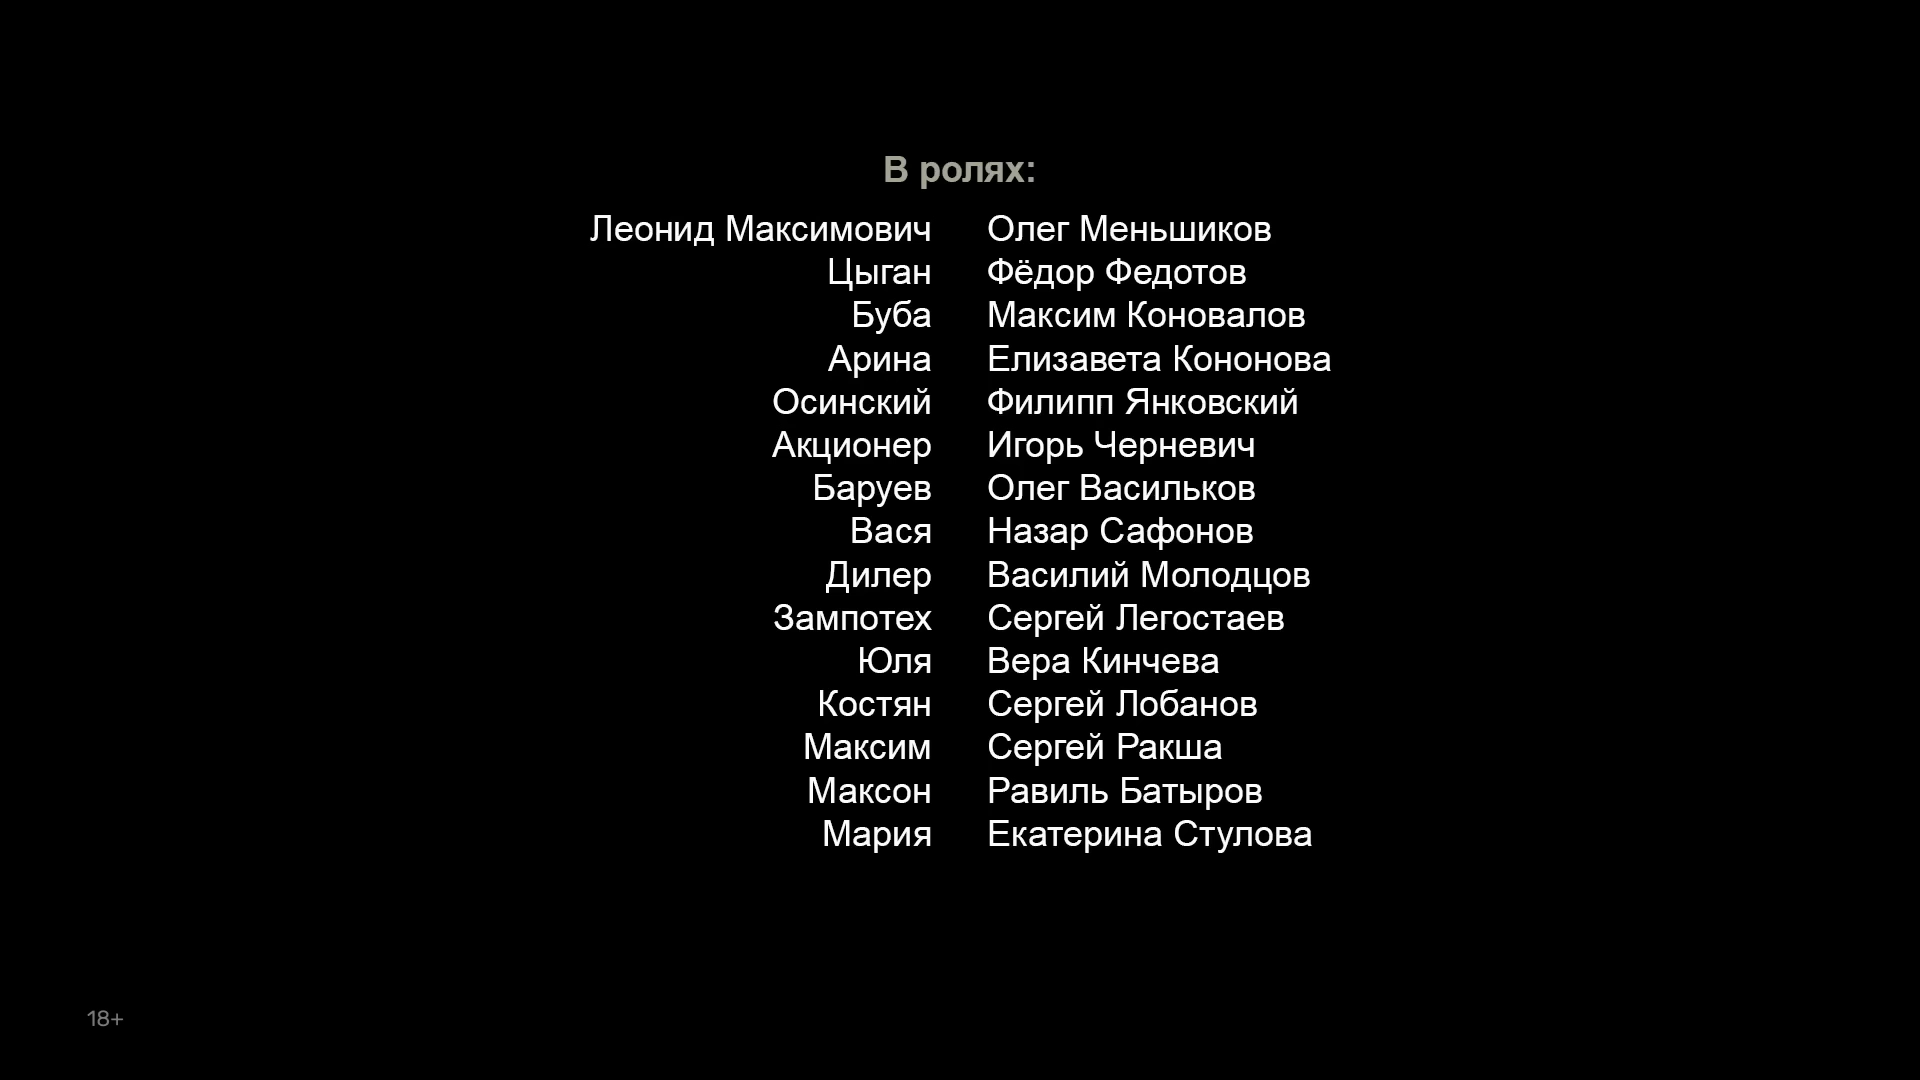 В ролях:
Леонид Максимович Олег Меньшиков
Цыган Фёдор Федотов
Буба Максим Коновалов
Арина Елизавета Кононова
Осинский Филипп Янковский
Акционер Игорь Черневич
Баруев Олег Васильков
Вася Назар Сафонов
Дилер Василий Молодцов
Зампотех Сергей Легостаев
Юля Вера Кинчева
Костян Сергей Лобанов
Максим Сергей Ракша
Максон Равиль Батыров
Мария Екатерина Стулова
18+